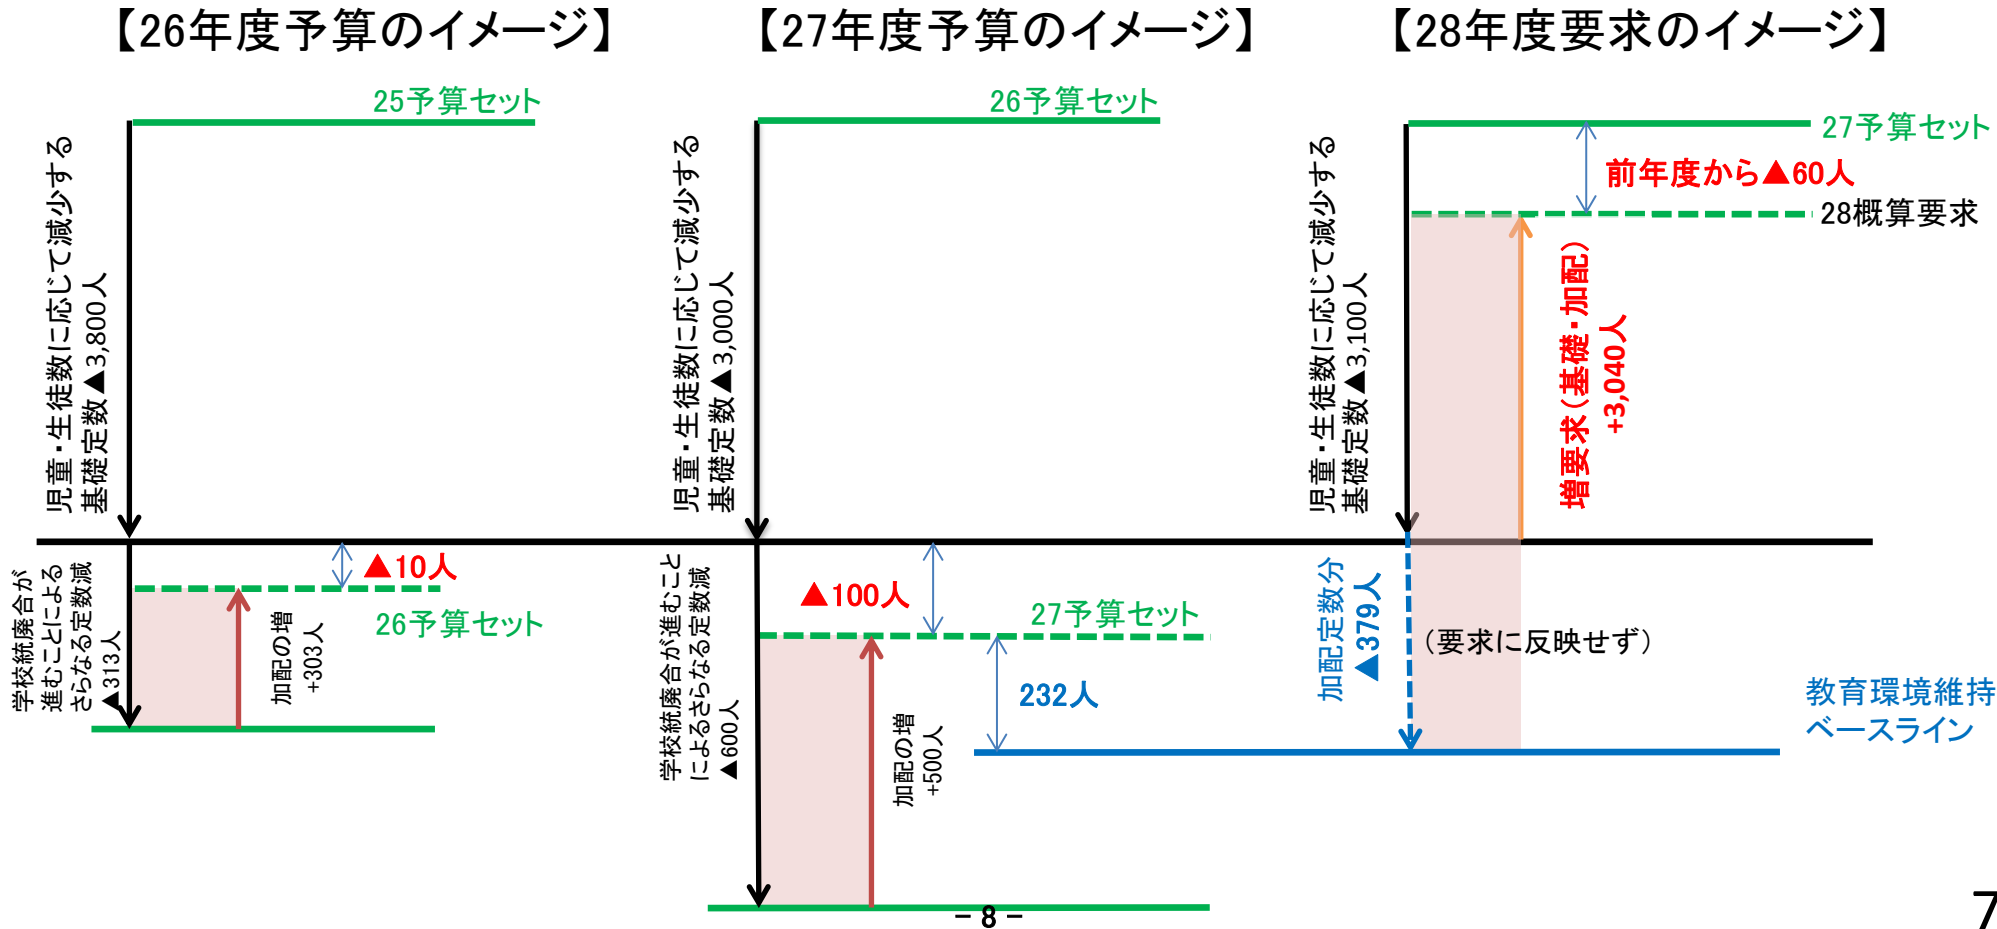 【26年度予算のイメージ】
25予算セット
児童・生徒数に応じて減少する
基礎定数▲3,800人
学校統廃合が
進むことによる
さらなる定数減
▲313人
▲10人
加配の増
+303人
26予算セット
【27年度予算のイメージ】
26予算セット
児童・生徒数に応じて減少する
基礎定数▲3,000人
学校統廃合が進むこと
によるさらなる定数減
▲600人
▲100人
加配の増
+500人
27予算セット
232人
【28年度要求のイメージ】
27予算セット
前年度から▲60人
28概算要求
児童・生徒数に応じて減少する
基礎定数▲3,100人
増要求(基礎・加配)
+3,040人
加配定数分
▲379人
(要求に反映せず)
教育環境維持
ベースライン
- 8 -
7